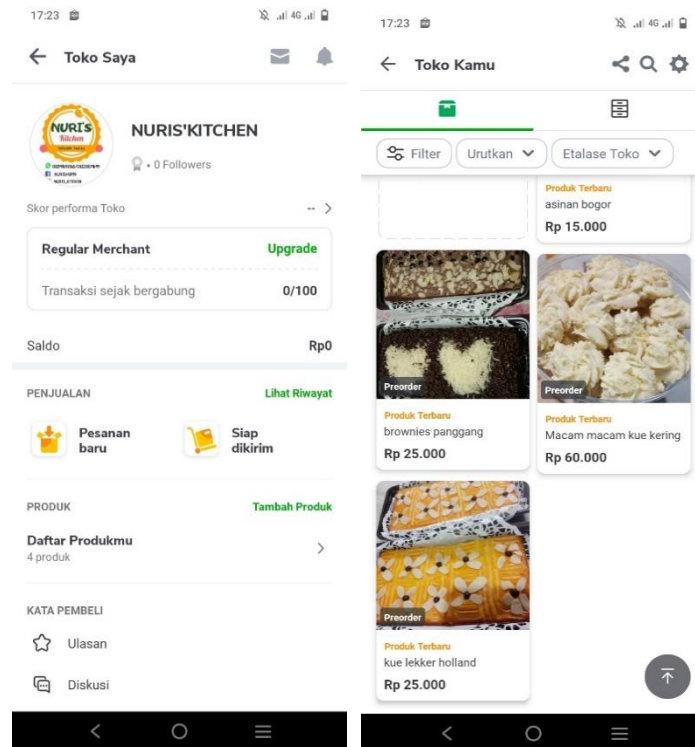 17:23
4G
Toko Saya
NURI'S
Kitchen
NURIS'KITCHEN
• 0 Followers
Skor performa Toko
--
Regular Merchant
Upgrade
Transaksi sejak bergabung
0/100
Saldo
Rp0
PENJUALAN
Lihat Riwayat
Pesanan
baru
Siap
dikirim
PRODUK
Tambah Produk
Daftar Produkmu
4 produk
KATA PEMBELI
Ulasan
Diskusi
17:23
4G
Toko Kamu
Filter
Urutkan
Etalase Toko
Produk Terbaru
asinan bogor
Rp 15.000
Preorder
Produk Terbaru
brownies panggang
Rp 25.000
Preorder
Produk Terbaru
Macam macam kue kering
Rp 60.000
Preorder
Produk Terbaru
kue lekker holland
Rp 25.000